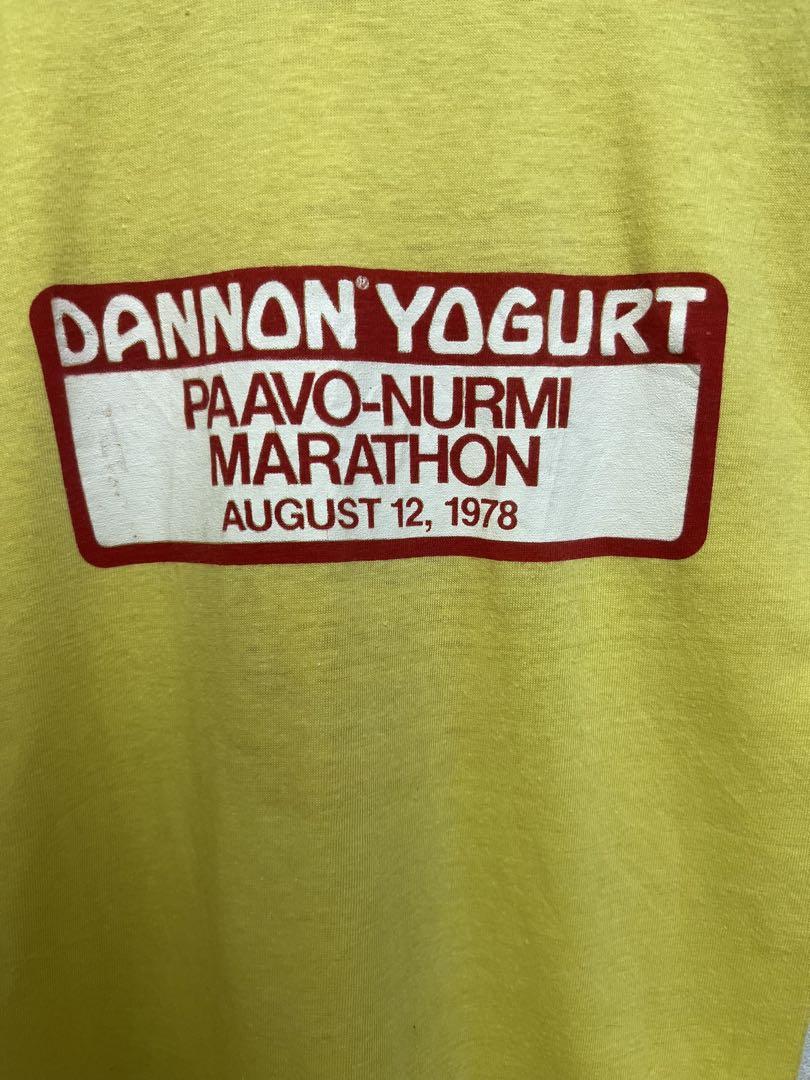 DANNON® YOGURT
PAAVO-NURMI
MARATHON
AUGUST 12, 1978